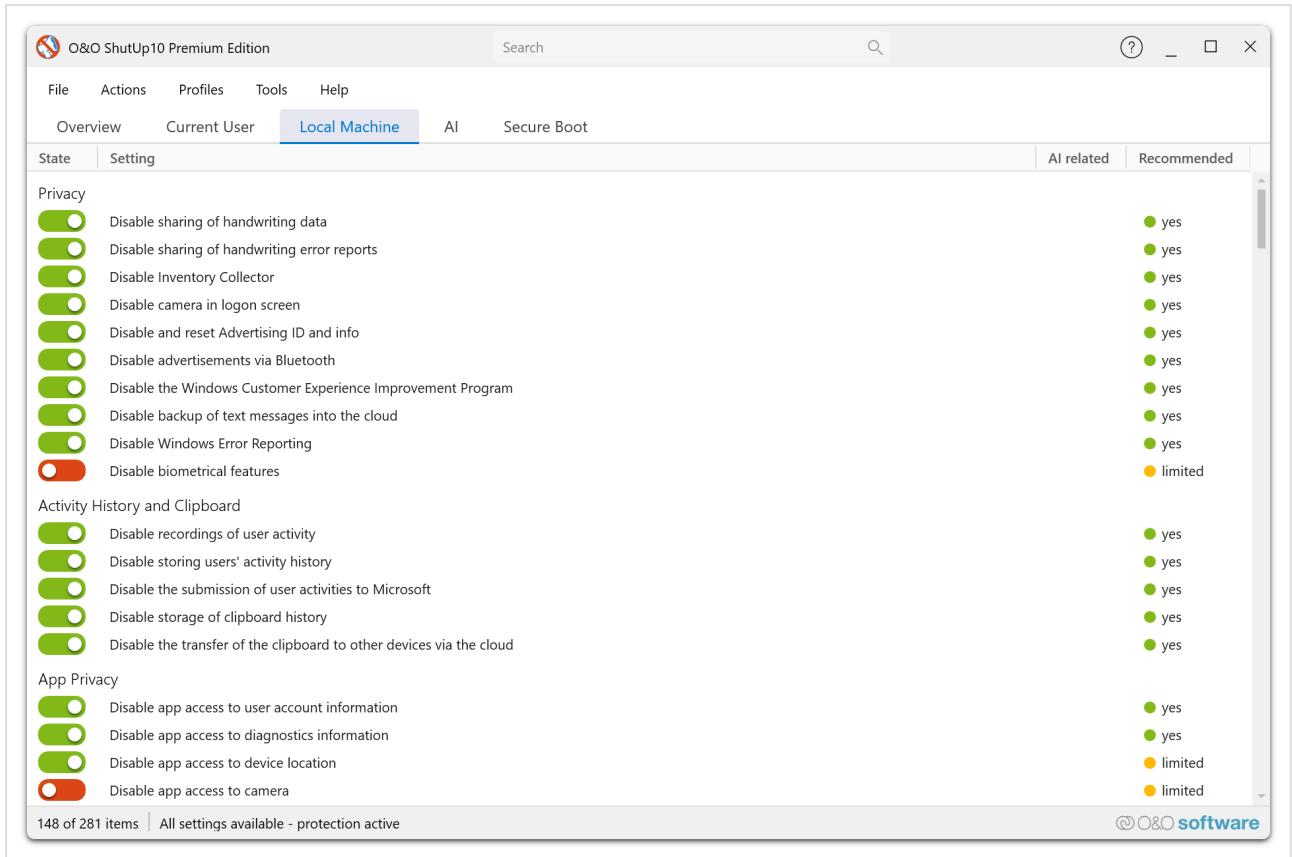 O&O ShutUp10 Premium Edition Search ?
File Actions Profiles Tools Help
Overview Current User Local Machine AI Secure Boot
State Setting AI related Recommended
Privacy
Disable sharing of handwriting data yes
Disable sharing of handwriting error reports yes
Disable Inventory Collector yes
Disable camera in logon screen yes
Disable and reset Advertising ID and info yes
Disable advertisements via Bluetooth yes
Disable the Windows Customer Experience Improvement Program yes
Disable backup of text messages into the cloud yes
Disable Windows Error Reporting yes
Disable biometrical features limited
Activity History and Clipboard
Disable recordings of user activity yes
Disable storing users' activity history yes
Disable the submission of user activities to Microsoft yes
Disable storage of clipboard history yes
Disable the transfer of the clipboard to other devices via the cloud yes
App Privacy
Disable app access to user account information yes
Disable app access to diagnostics information yes
Disable app access to device location limited
Disable app access to camera limited
148 of 281 items All settings available - protection active O&O software